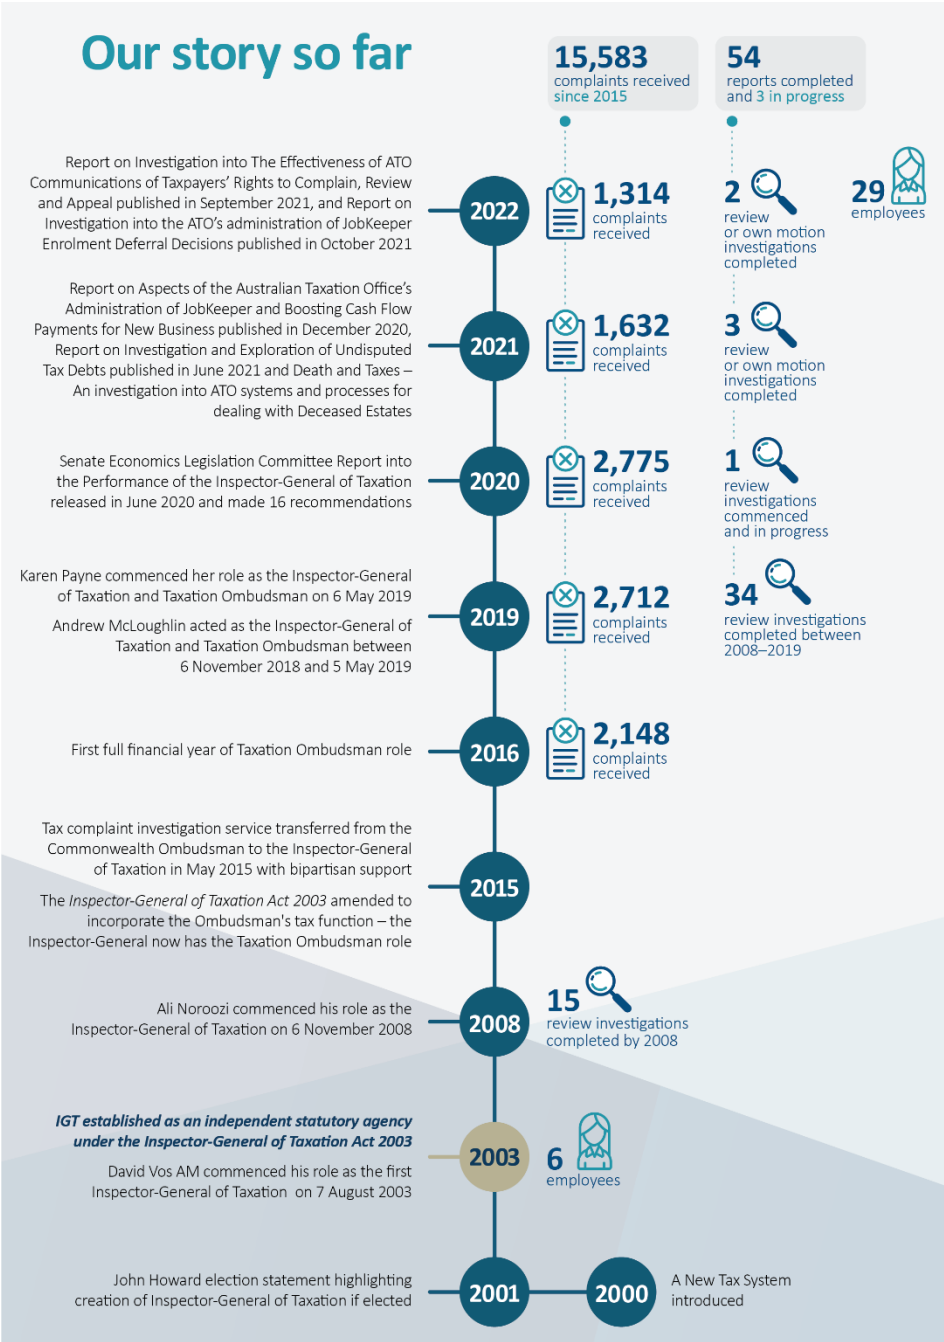 Our story so far
15,583
complaints received
since 2015
54
reports completed
and 3 in progress
Report on Investigation into The Effectiveness of ATO
Communications of Taxpayers’ Rights to Complain, Review
and Appeal published in September 2021, and Report on
Investigation into the ATO’s administration of JobKeeper
Enrolment Deferral Decisions published in October 2021
2022
1,314
complaints
received
2
review
or own motion
investigations
completed
29
employees
Report on Aspects of the Australian Taxation Office’s
Administration of JobKeeper and Boosting Cash Flow
Payments for New Business published in December 2020,
Report on Investigation and Exploration of Undisputed
Tax Debts published in June 2021 and Death and Taxes –
An investigation into ATO systems and processes for
dealing with Deceased Estates
2021
1,632
complaints
received
3
review
or own motion
investigations
completed
Senate Economics Legislation Committee Report into
the Performance of the Inspector-General of Taxation
released in June 2020 and made 16 recommendations
2020
2,775
complaints
received
1
review
investigations
commenced
and in progress
Karen Payne commenced her role as the Inspector-General
of Taxation and Taxation Ombudsman on 6 May 2019
Andrew McLoughlin acted as the Inspector-General of
Taxation and Taxation Ombudsman between
6 November 2018 and 5 May 2019
2019
2,712
complaints
received
34
review investigations
completed between
2008–2019
First full financial year of Taxation Ombudsman role
2016
2,148
complaints
received
Tax complaint investigation service transferred from the
Commonwealth Ombudsman to the Inspector-General
of Taxation in May 2015 with bipartisan support
The Inspector-General of Taxation Act 2003 amended to
incorporate the Ombudsman's tax function – the
Inspector-General now has the Taxation Ombudsman role
2015
Ali Noroozi commenced his role as the
Inspector-General of Taxation on 6 November 2008
2008
15
review investigations
completed by 2008
IGT established as an independent statutory agency
under the Inspector-General of Taxation Act 2003
David Vos AM commenced his role as the first
Inspector-General of Taxation on 7 August 2003
2003
6
employees
John Howard election statement highlighting
creation of Inspector-General of Taxation if elected
2001
2000
A New Tax System
introduced